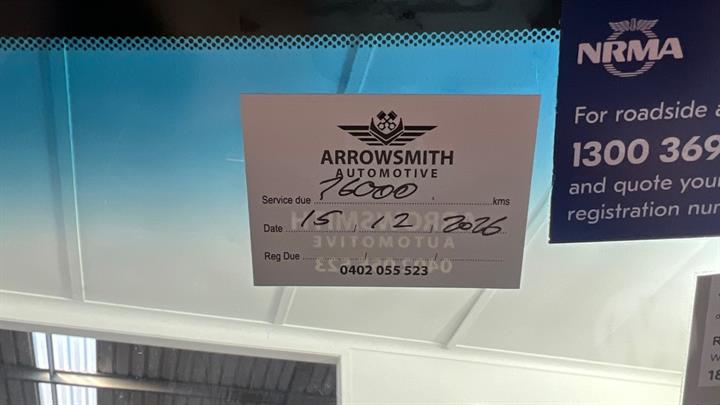 ARROWSMITH
AUTOMOTIVE
Service due 76000 kms
Date 15 / 12 / 2026
Reg Due / /
0402 055 523
NRMA
For roadside
1300 369
and quote your
registration
R
18